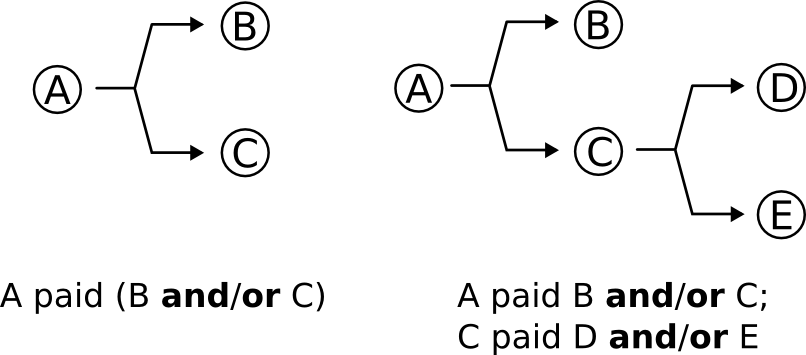 A
B
C
A paid (B and/or C)
A
B
C
D
E
A paid B and/or C;
C paid D and/or E